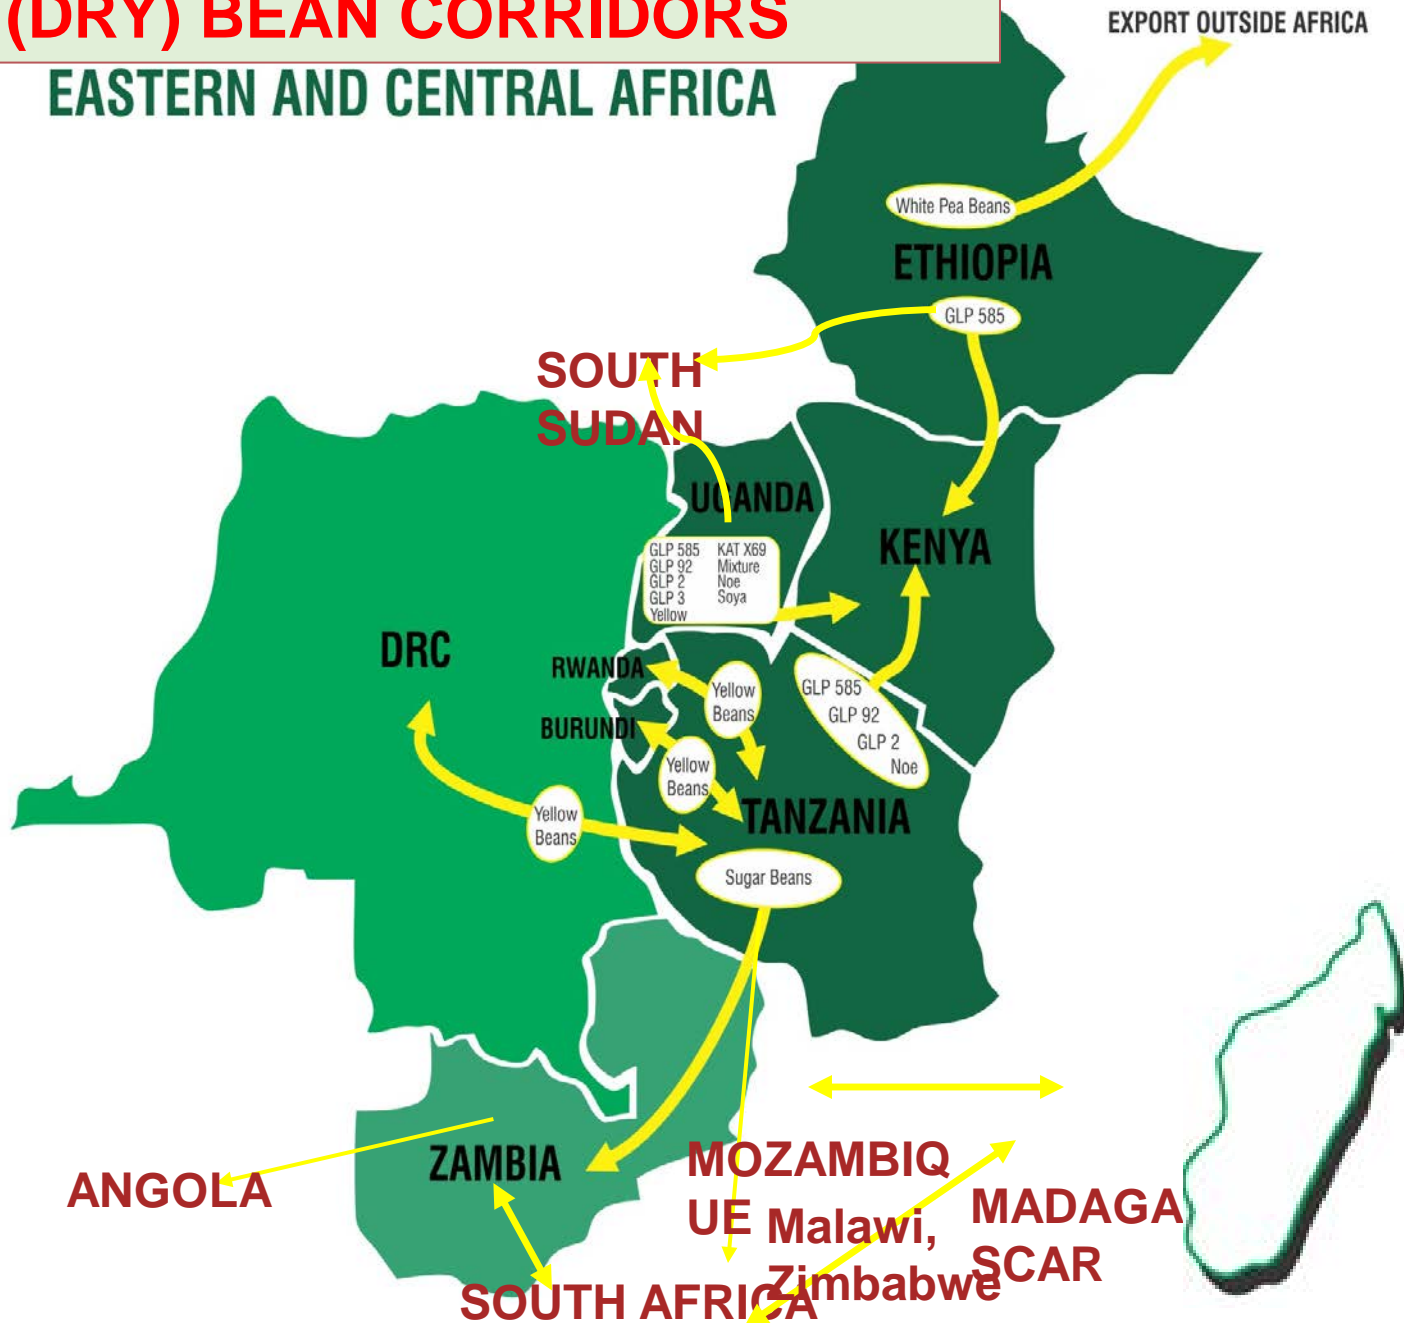 (DRY) BEAN CORRIDORS
EXPORT OUTSIDE AFRICA
EASTERN AND CENTRAL AFRICA
White Pea Beans
ETHIOPIA
GLP 585
SOUTH
SUDAN
UGANDA
KENYA
GLP 585 KAT X69
GLP 92 Mixture
GLP 2 Noe
GLP 3 Soya
Yellow
DRC
RWANDA
BURUNDI
Yellow
Beans
Yellow
Beans
GLP 585
GLP 92
GLP 2
Noe
Yellow
Beans
TANZANIA
Sugar Beans
ZAMBIA
ANGOLA
MOZAMBIQ
UE
Malawi,
Zimbabwe
MADAGA
SCAR
SOUTH AFRICA